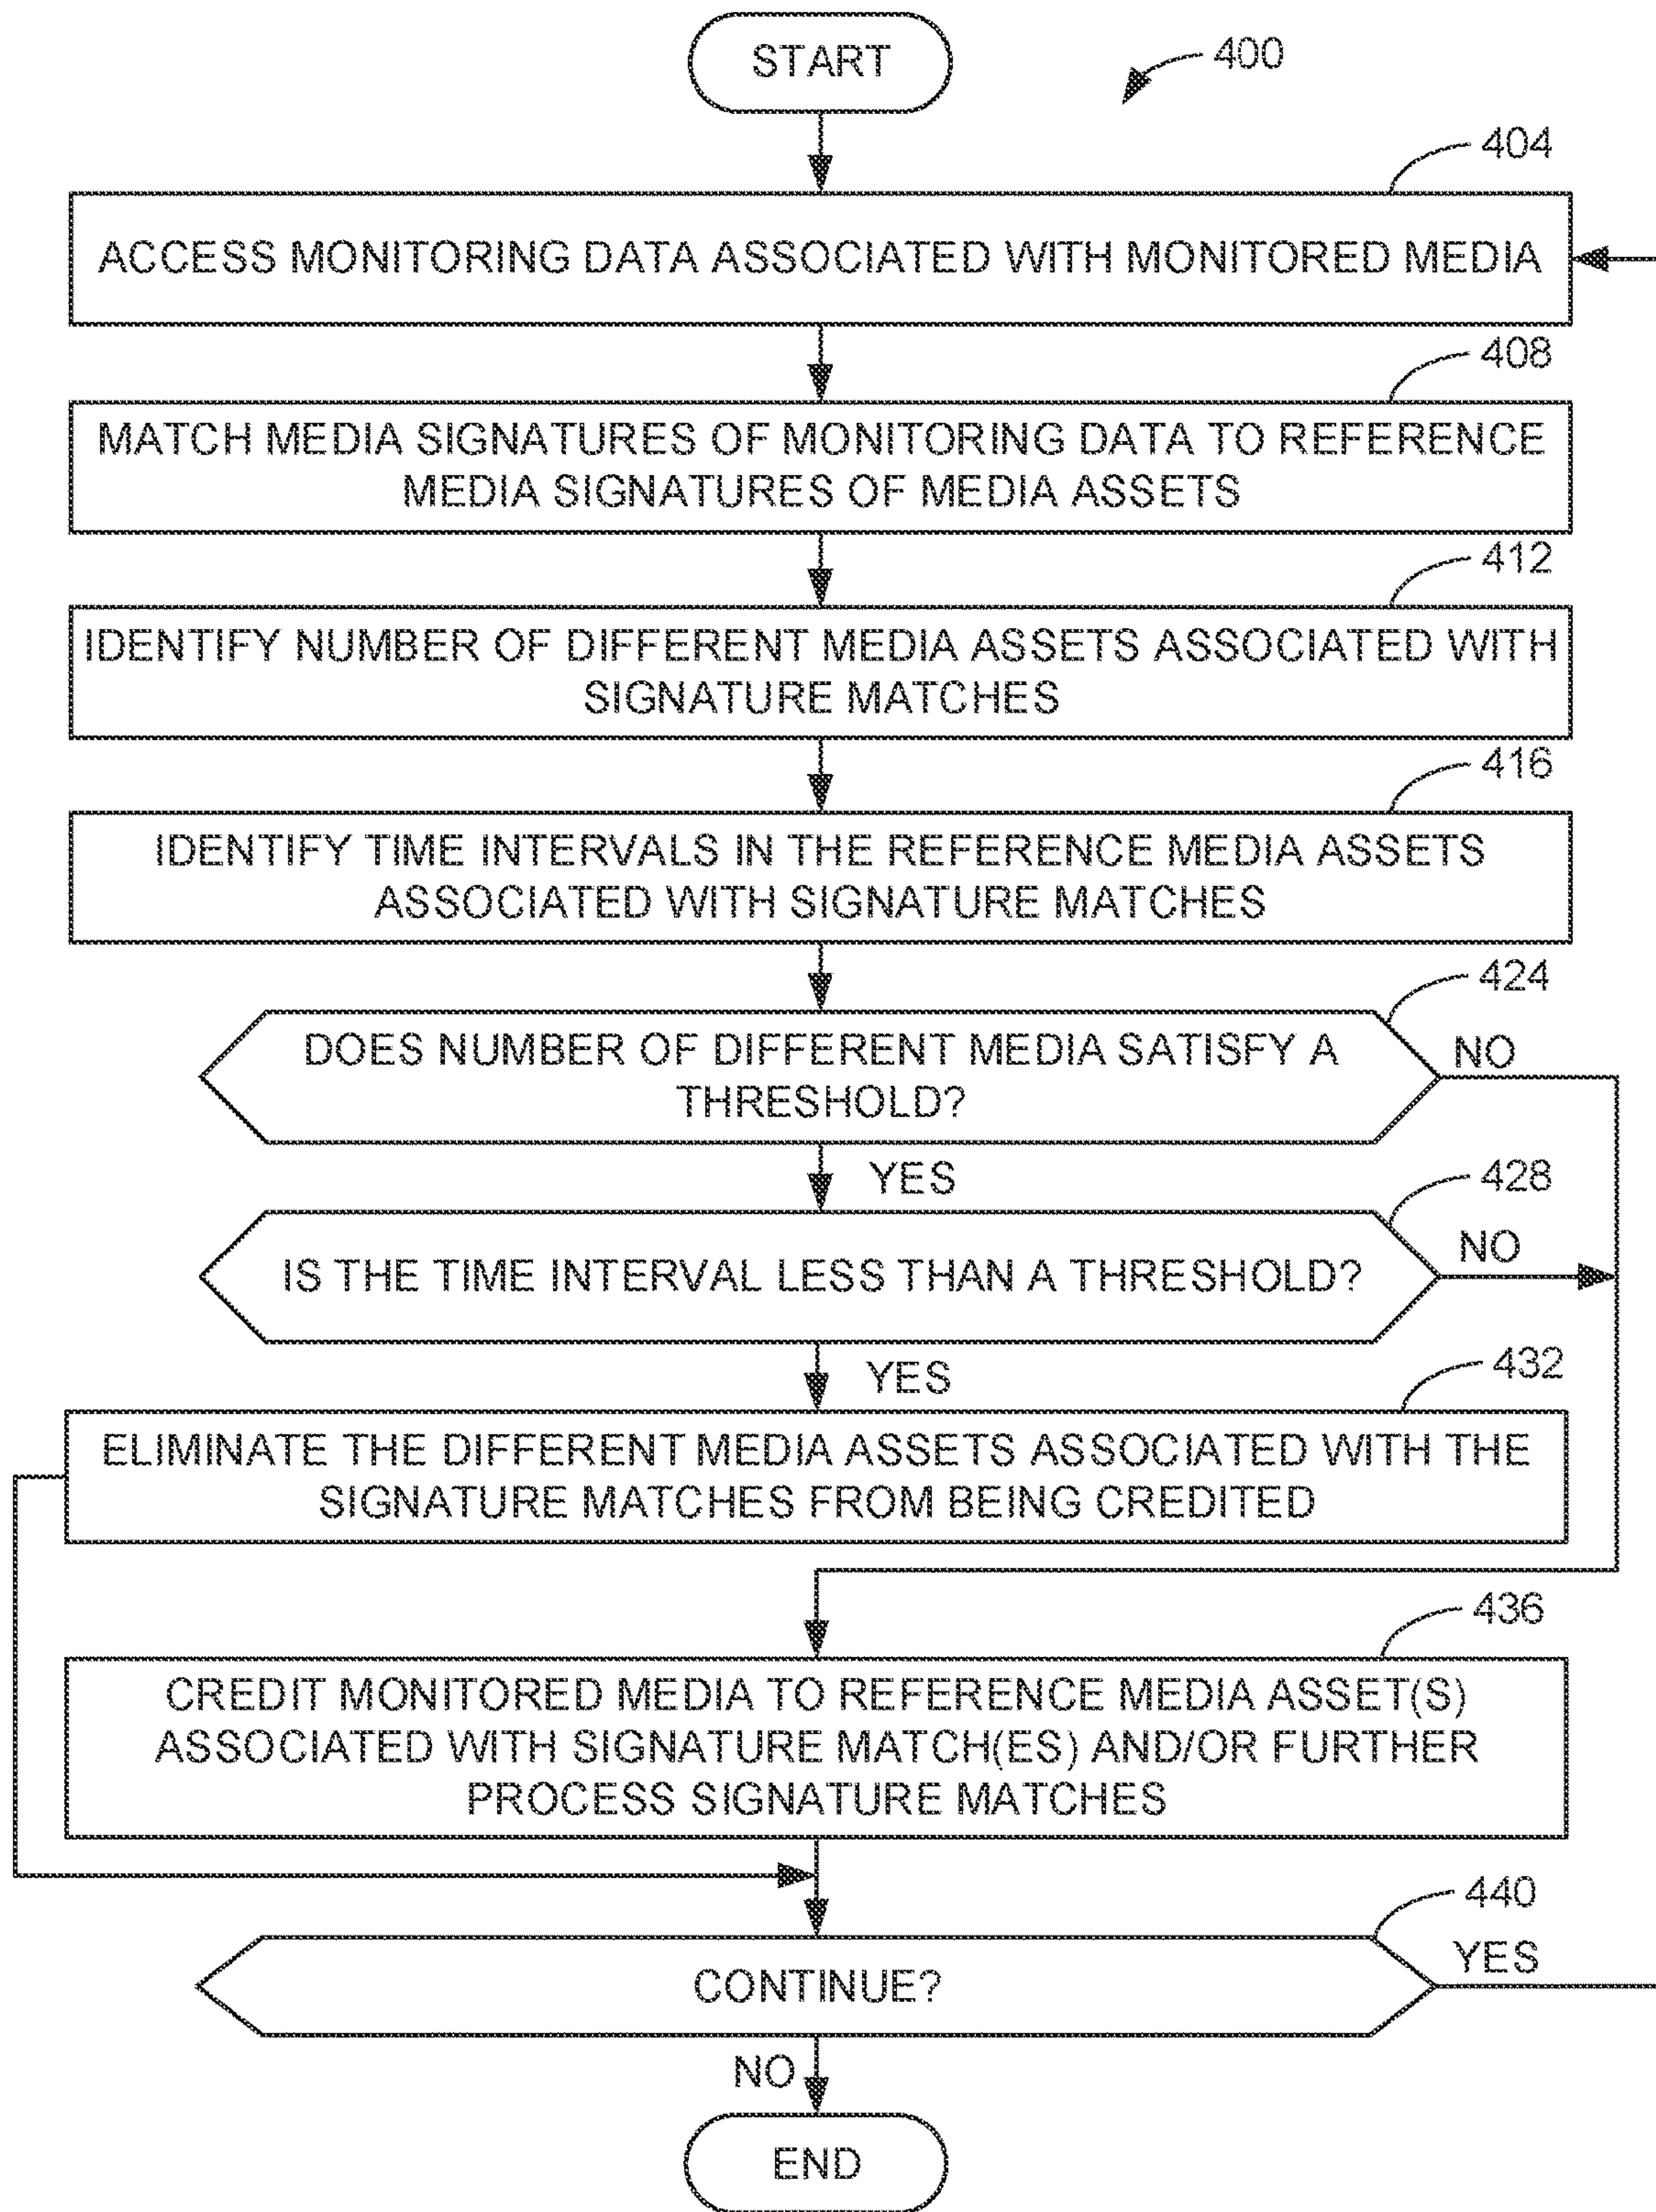 START
400
404
ACCESS MONITORING DATA ASSOCIATED WITH MONITORED MEDIA
408
MATCH MEDIA SIGNATURES OF MONITORING DATA TO REFERENCE
MEDIA SIGNATURES OF MEDIA ASSETS
412
IDENTIFY NUMBER OF DIFFERENT MEDIA ASSETS ASSOCIATED WITH
SIGNATURE MATCHES
416
IDENTIFY TIME INTERVALS IN THE REFERENCE MEDIA ASSETS
ASSOCIATED WITH SIGNATURE MATCHES
424
DOES NUMBER OF DIFFERENT MEDIA SATISFY A
THRESHOLD?
NO
YES
428
IS THE TIME INTERVAL LESS THAN A THRESHOLD?
NO
YES
432
ELIMINATE THE DIFFERENT MEDIA ASSETS ASSOCIATED WITH THE
SIGNATURE MATCHES FROM BEING CREDITED
436
CREDIT MONITORED MEDIA TO REFERENCE MEDIA ASSET(S)
ASSOCIATED WITH SIGNATURE MATCH(ES) AND/OR FURTHER
PROCESS SIGNATURE MATCHES
440
CONTINUE?
YES
NO
END